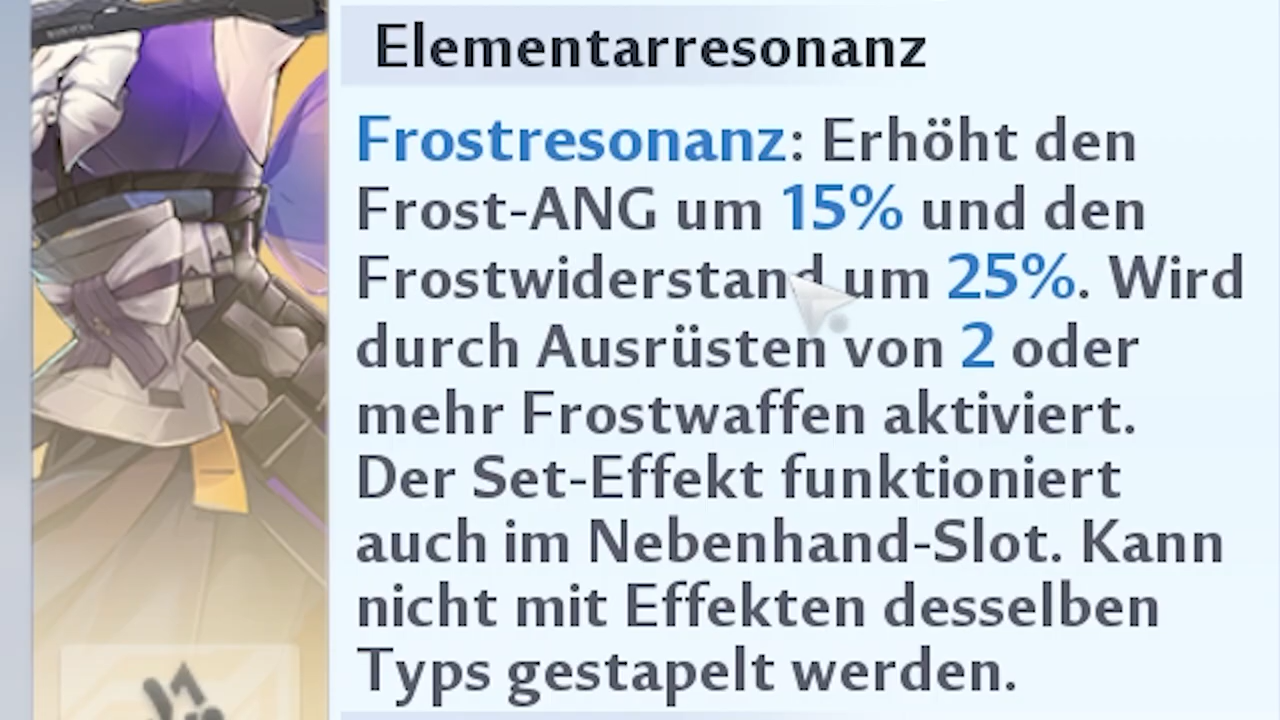 Elementarresonanz
Frostresonanz: Erhöht den
Frost-ANG um 15% und den
Frostwiderstand um 25%. Wird
durch Ausrüsten von 2 oder
mehr Frostwaffen aktiviert.
Der Set-Effekt funktioniert
auch im Nebenhand-Slot. Kann
nicht mit Effekten desselben
Typs gestapelt werden.